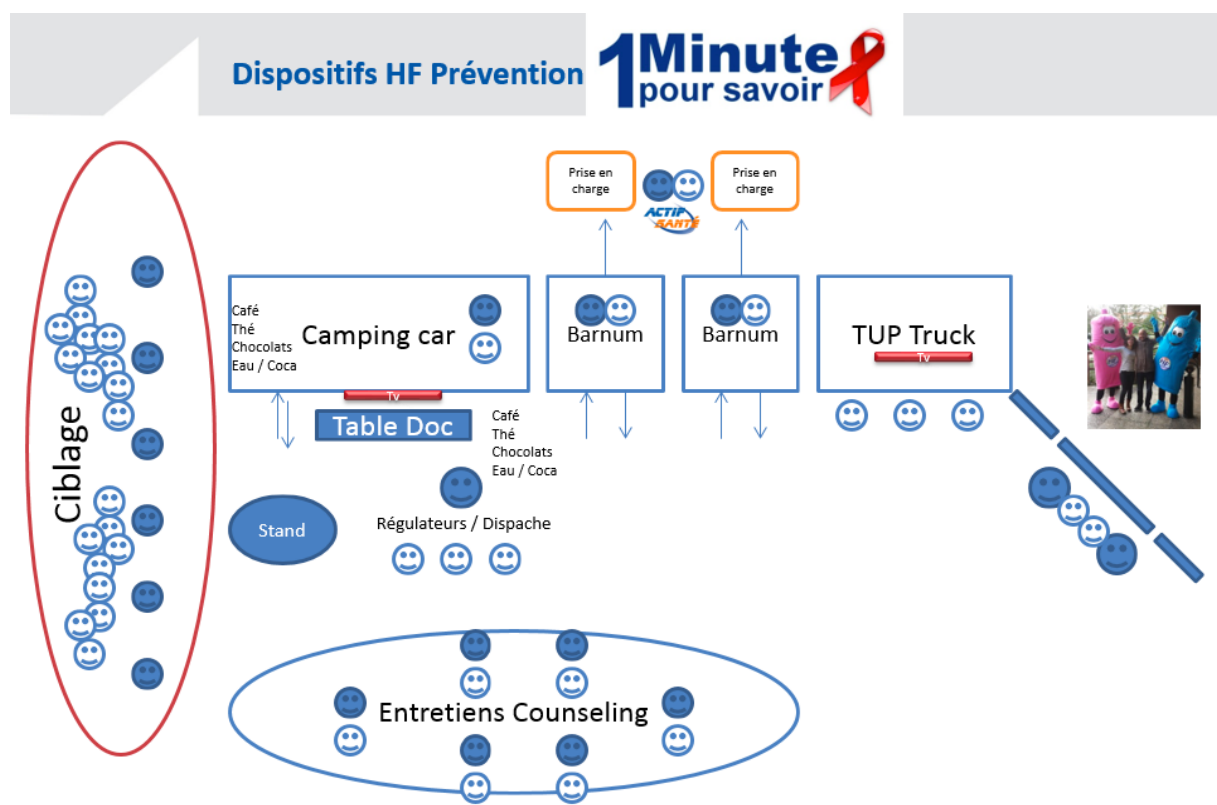 Dispositifs HF Prévention
1Minute
pour savoir
Prise en
charge
Prise en
charge
ACTIF
SANTÉ
Ciblage
Café
Thé
Chocolats
Eau / Coca
Camping car
Barnum
Barnum
TUP Truck
Tv
Tv
Table Doc
Café
Thé
Chocolats
Eau / Coca
Stand
Régulateurs / Dispache
Entretiens Counseling